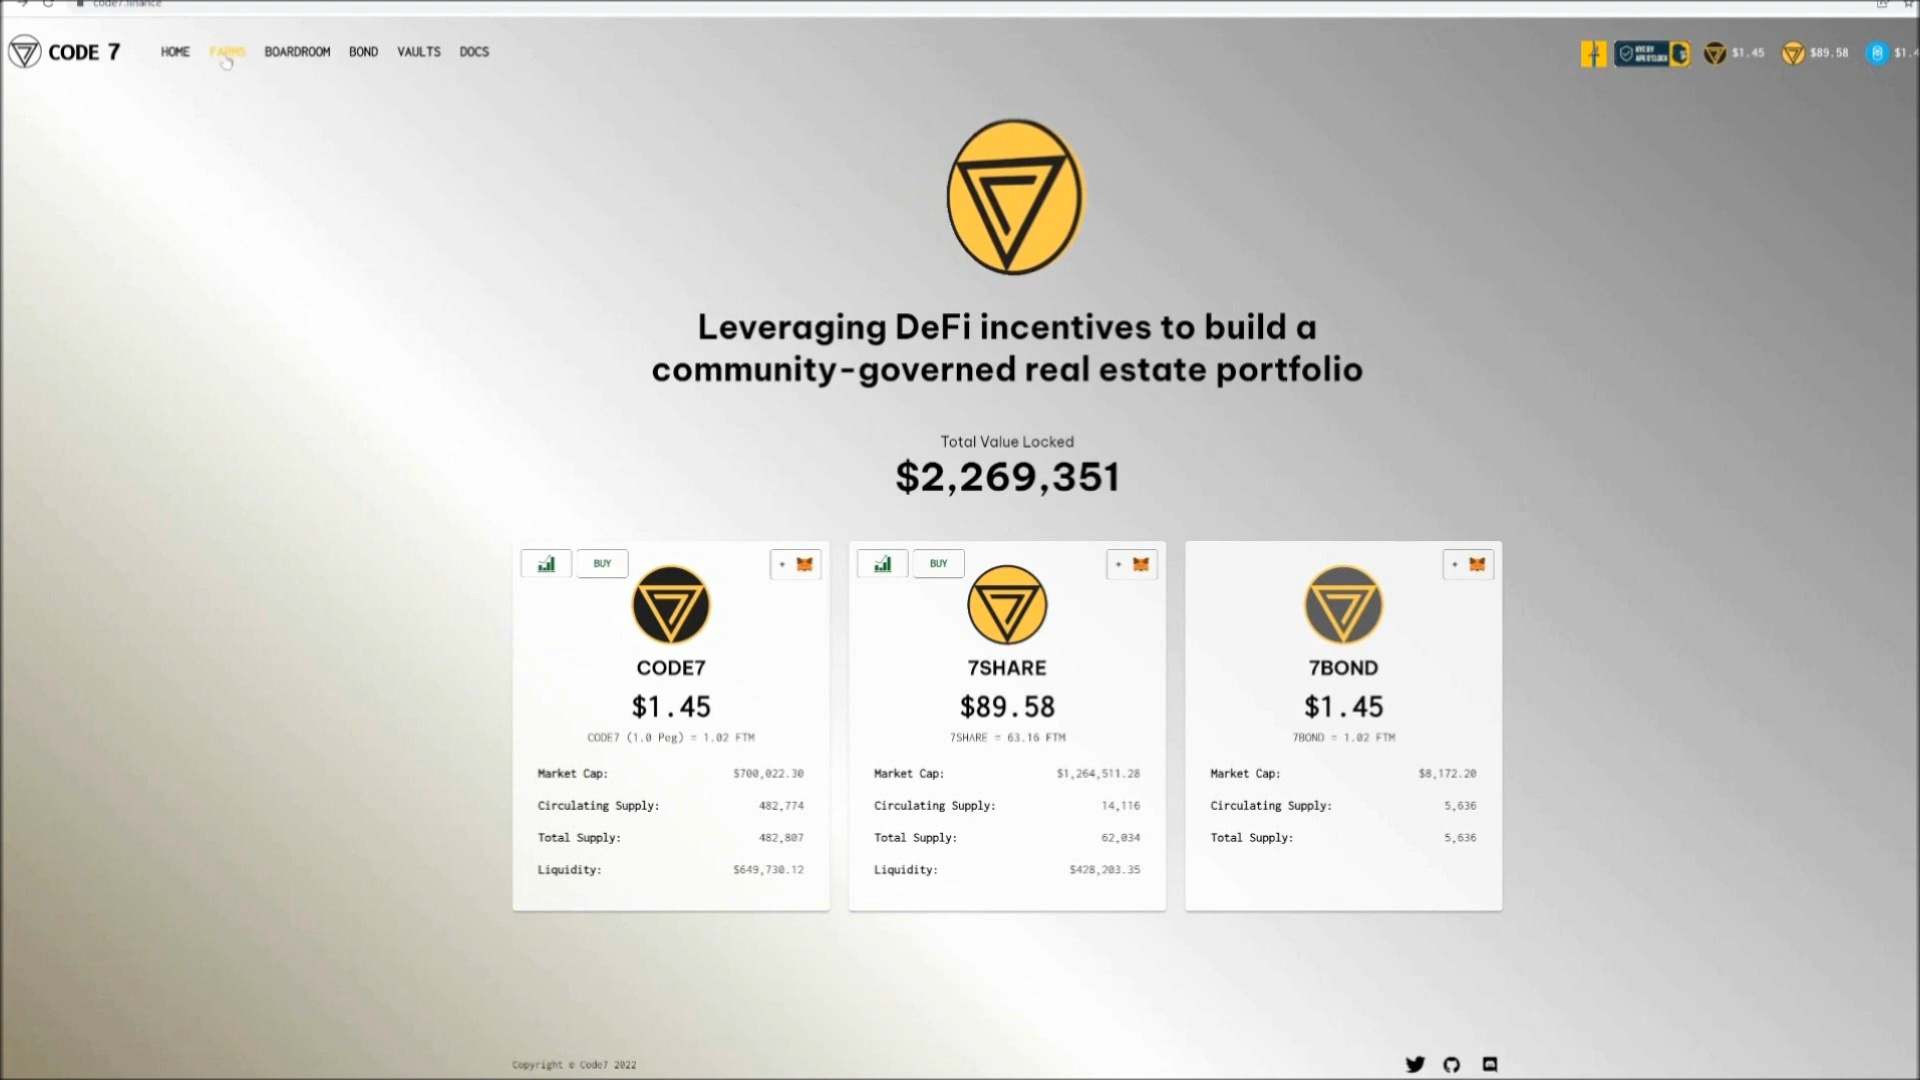 code7.finance
CODE 7
HOME FARMS BOARDROOM BOND VAULTS DOCS
$1.45 $89.58 $1.4
Leveraging DeFi incentives to build a
community-governed real estate portfolio
Total Value Locked
$2,269,351
BUY
CODE7
$1.45
CODE7 (1.0 Peg) = 1.02 FTM
Market Cap: $700,022.30
Circulating Supply: 482,774
Total Supply: 482,807
Liquidity: $649,730.12
BUY
7SHARE
$89.58
7SHARE = 63.16 FTM
Market Cap: $1,264,511.28
Circulating Supply: 14,116
Total Supply: 62,034
Liquidity: $428,203.35
7BOND
$1.45
7BOND = 1.02 FTM
Market Cap: $8,172.20
Circulating Supply: 5,636
Total Supply: 5,636
Copyright © Code7 2022